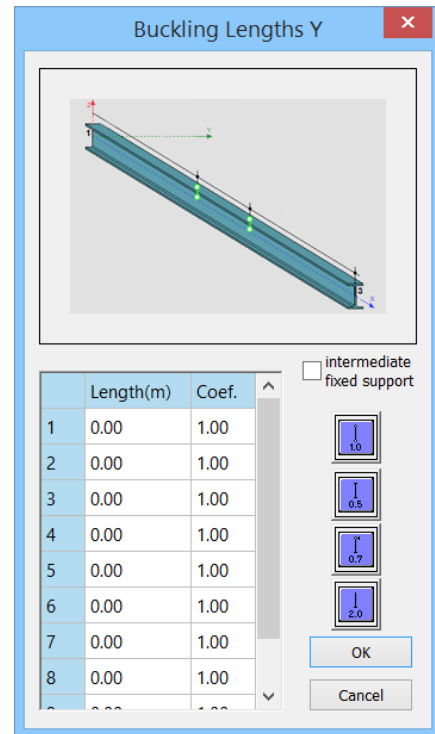 Buckling Lengths Y
z
Y
1
3
X
intermediate
fixed support
Length(m) Coef.
1 0.00 1.00
2 0.00 1.00
3 0.00 1.00
4 0.00 1.00
5 0.00 1.00
6 0.00 1.00
7 0.00 1.00
8 0.00 1.00
1.0
0.5
0.7
2.0
OK
Cancel